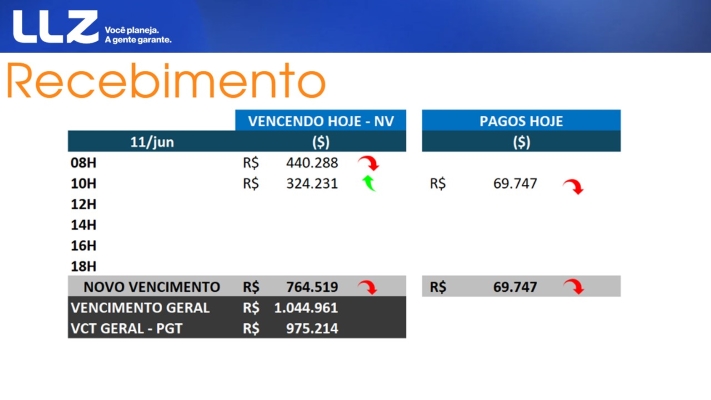 LLZ Você planeja.
A gente garante.
Recebimento
VENCENDO HOJE - NV PAGOS HOJE
11/jun ($) ($)
08H R$ 440.288
10H R$ 324.231 R$ 69.747
12H
14H
16H
18H
NOVO VENCIMENTO R$ 764.519 R$ 69.747
VENCIMENTO GERAL R$ 1.044.961
VCT GERAL - PGT R$ 975.214